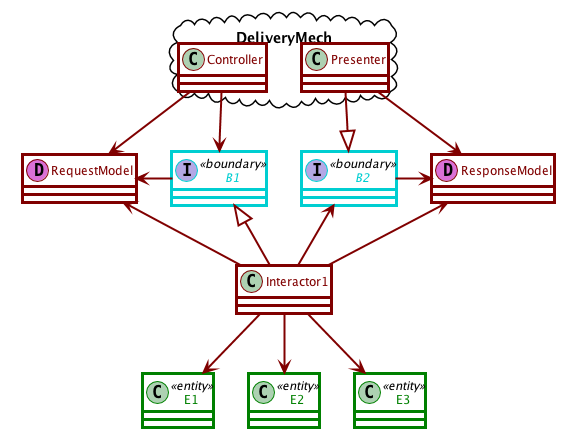 DeliveryMech
C Controller
C Presenter
D RequestModel
I «boundary»
B1
I «boundary»
B2
D ResponseModel
C Interactor1
C «entity»
E1
C «entity»
E2
C «entity»
E3